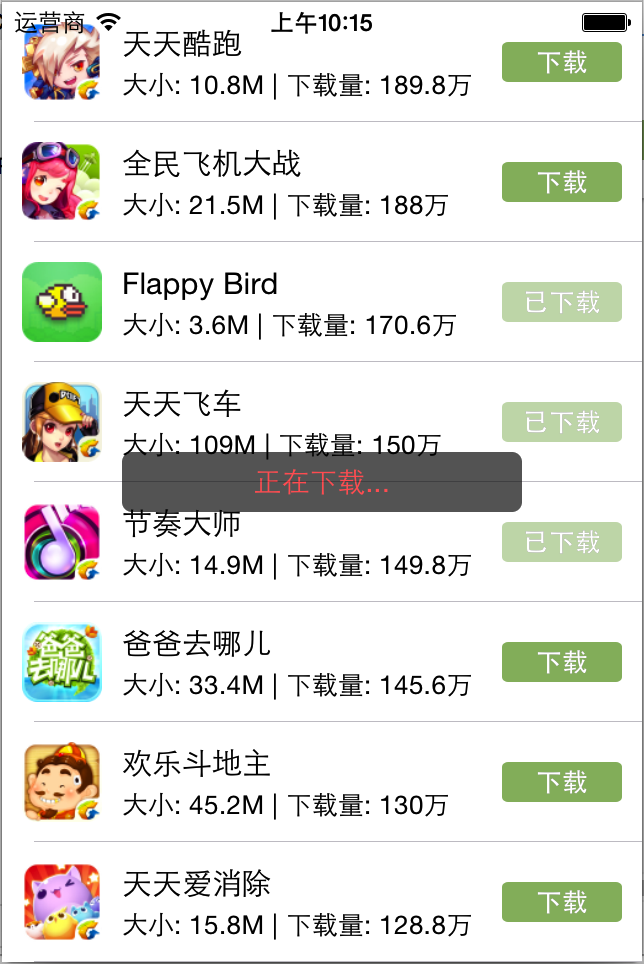 运营商
上午10:15
天天酷跑
大小: 10.8M | 下载量: 189.8万
下载
全民飞机大战
大小: 21.5M | 下载量: 188万
下载
Flappy Bird
大小: 3.6M | 下载量: 170.6万
已下载
天天飞车
大小: 109M | 下载量: 150万
已下载
正在下载...
节奏大师
大小: 14.9M | 下载量: 149.8万
已下载
爸爸去哪儿
爸爸去哪儿
大小: 33.4M | 下载量: 145.6万
下载
欢乐斗地主
大小: 45.2M | 下载量: 130万
下载
天天爱消除
大小: 15.8M | 下载量: 128.8万
下载